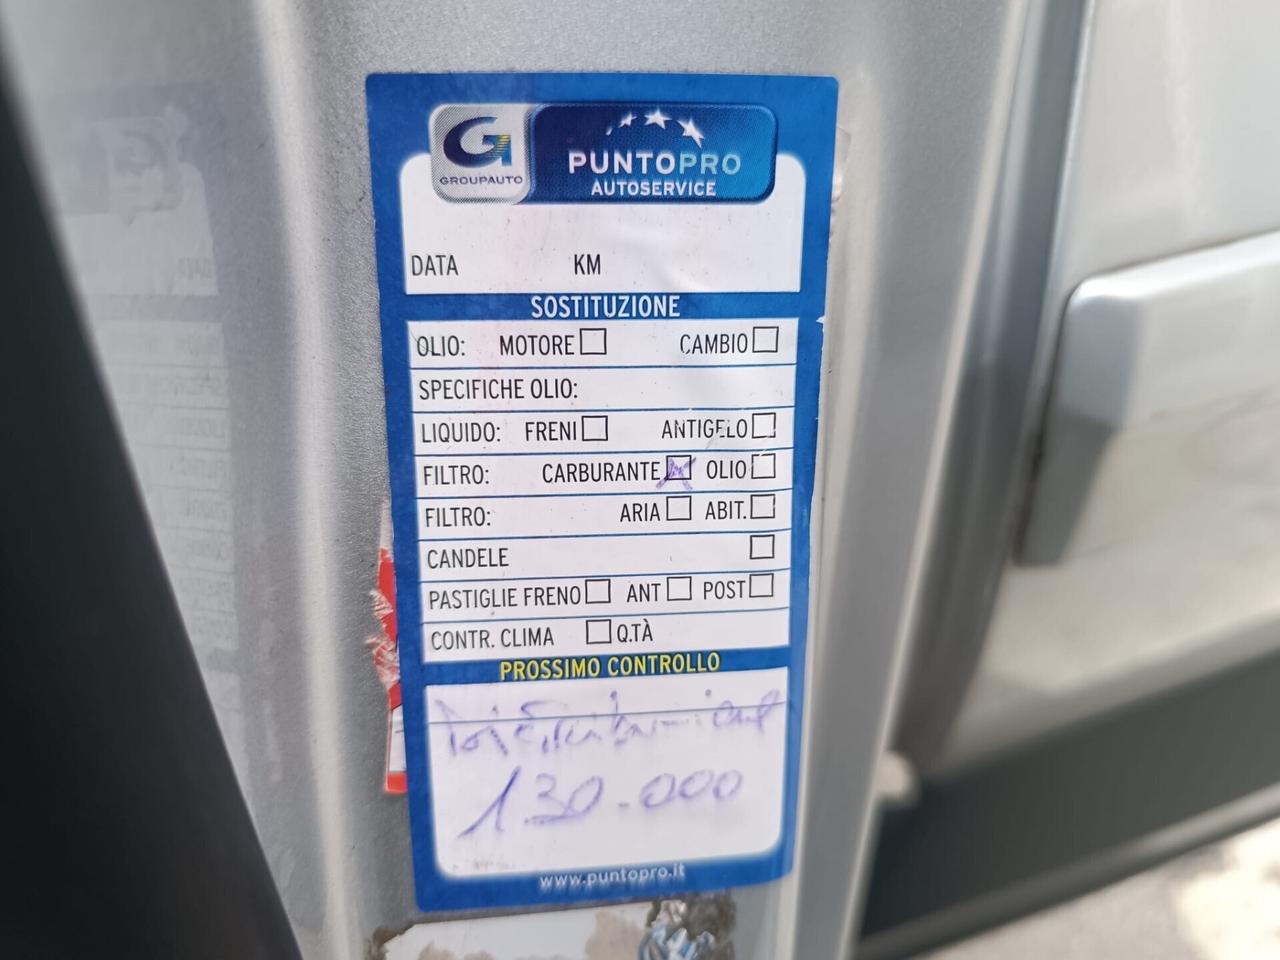 G
GROUPAUTO
PUNTOPRO
AUTOSERVICE
DATA KM
SOSTITUZIONE
OLIO: MOTORE CAMBIO
SPECIFICHE OLIO:
LIQUIDO: FRENI ANTIGELO
FILTRO: CARBURANTE OLIO
FILTRO: ARIA ABIT.
CANDELE
PASTIGLIE FRENO ANT POST
CONTR. CLIMA Q.TÀ
PROSSIMO CONTROLLO
130.000
www.puntopro.it